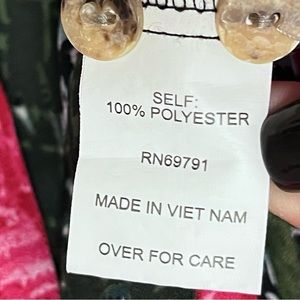 SELF:
100% POLYESTER
RN69791
MADE IN VIET NAM
OVER FOR CARE